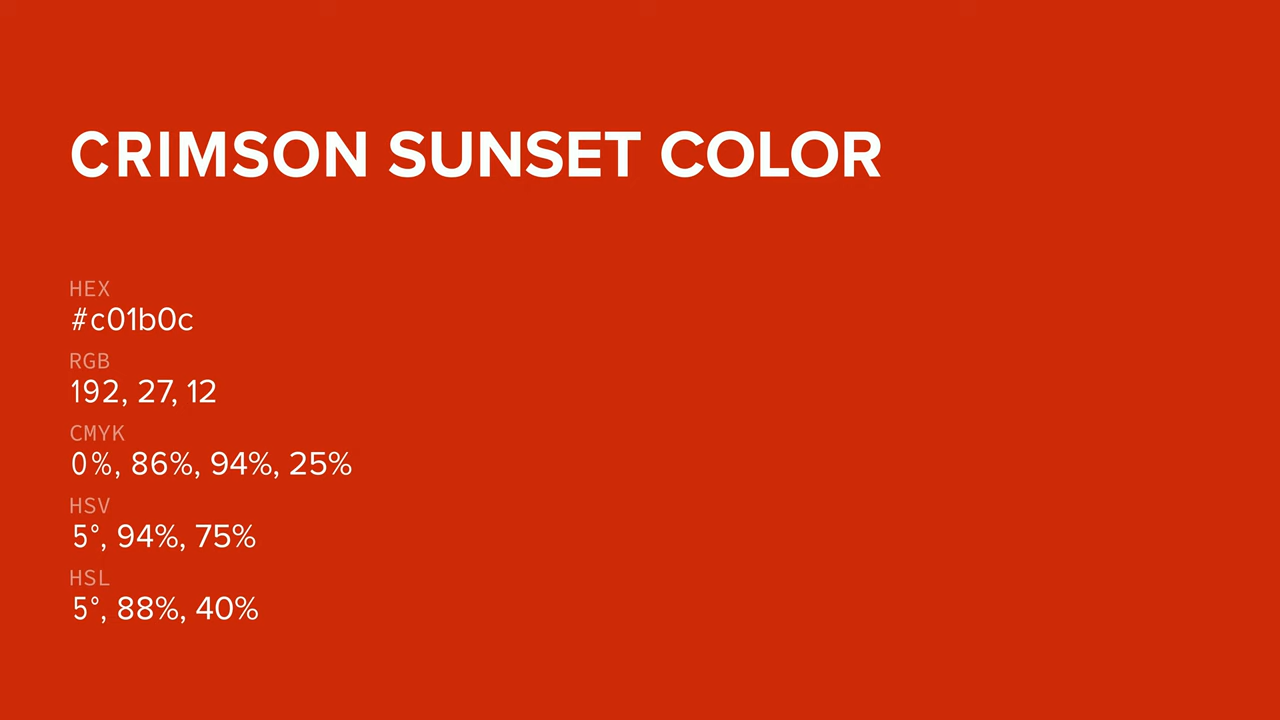 CRIMSON SUNSET COLOR
HEX
#c01b0c
RGB
192, 27, 12
CMYK
0%, 86%, 94%, 25%
HSV
5°, 94%, 75%
HSL
5°, 88%, 40%